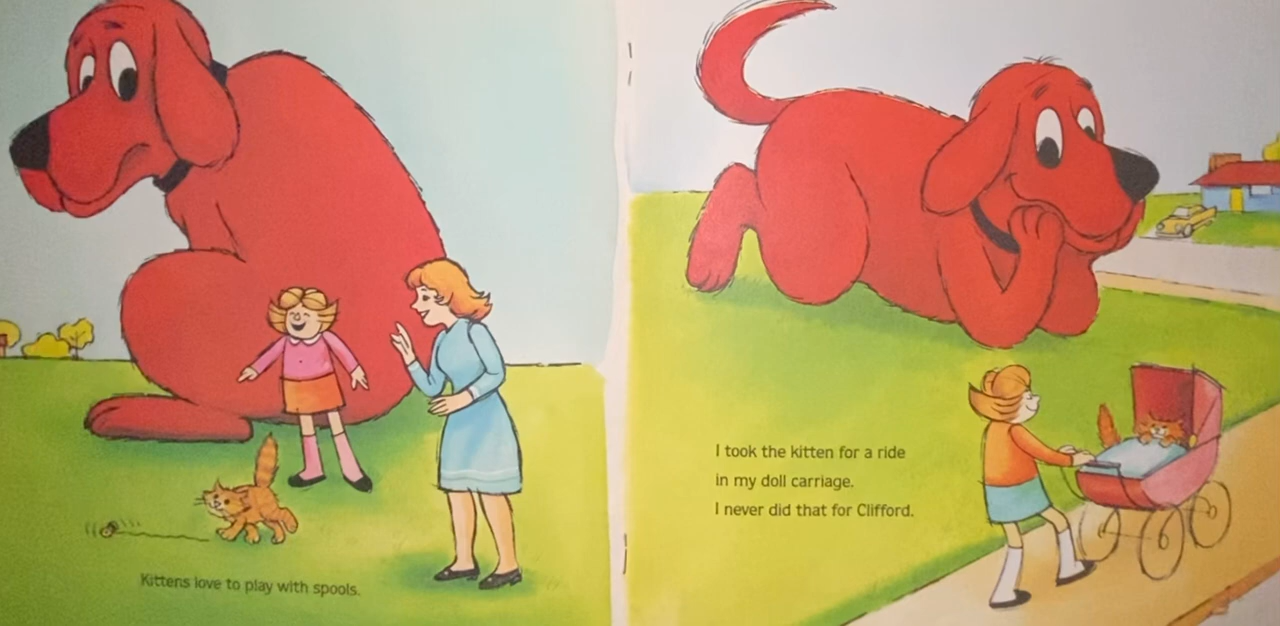 Kittens love to play with spools.
I took the kitten for a ride
in my doll carriage.
I never did that for Clifford.